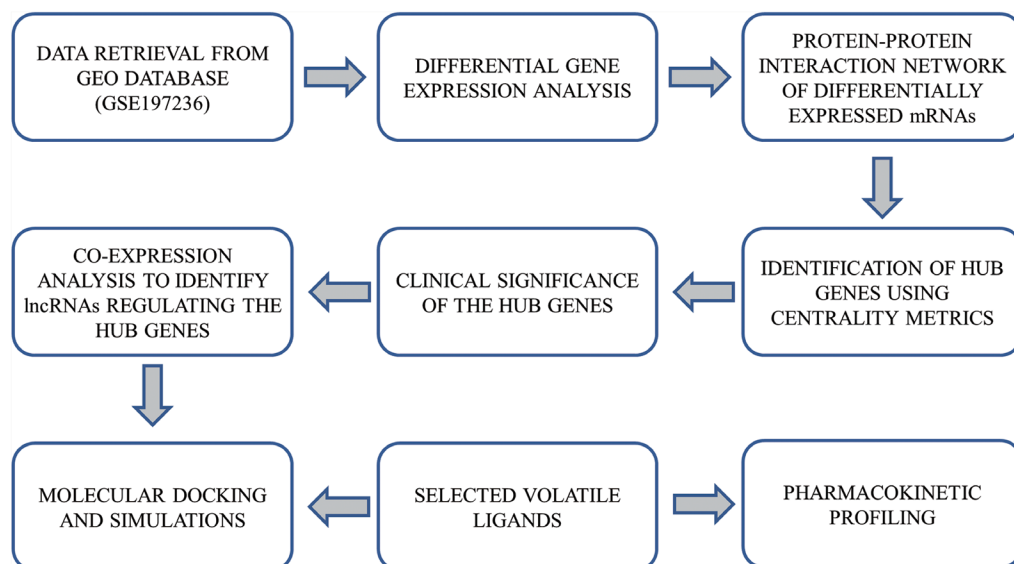 DATA RETRIEVAL FROM
GEO DATABASE
(GSE197236)
DIFFERENTIAL GENE
EXPRESSION ANALYSIS
PROTEIN-PROTEIN
INTERACTION NETWORK
OF DIFFERENTIALLY
EXPRESSED mRNAs
CO-EXPRESSION
ANALYSIS TO IDENTIFY
lncRNAs REGULATING THE
HUB GENES
CLINICAL SIGNIFICANCE
OF THE HUB GENES
IDENTIFICATION OF HUB
GENES USING
CENTRALITY METRICS
MOLECULAR DOCKING
AND SIMULATIONS
SELECTED VOLATILE
LIGANDS
PHARMACOKINETIC
PROFILING